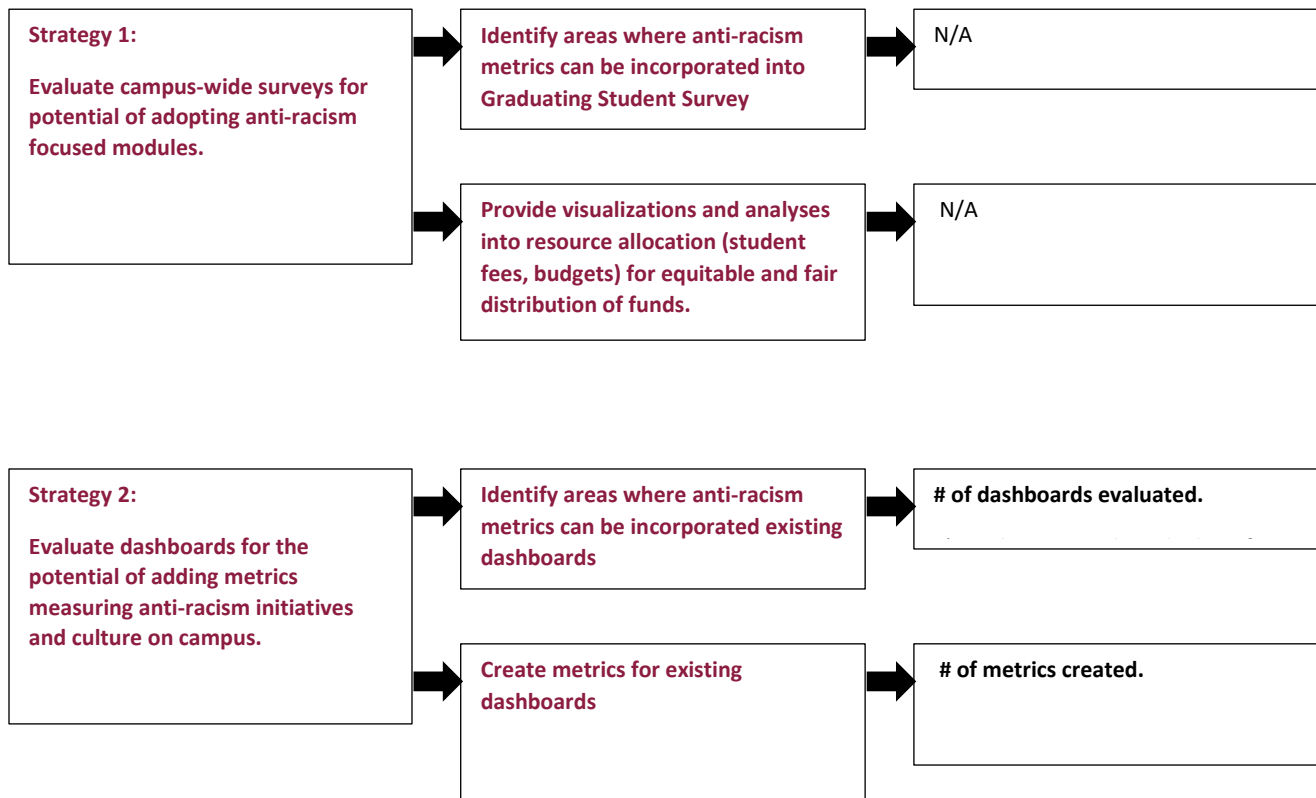 Strategy 1:
Evaluate campus-wide surveys for
potential of adopting anti-racism
focused modules.
Identify areas where anti-racism
metrics can be incorporated into
Graduating Student Survey
N/A
Provide visualizations and analyses
into resource allocation (student
fees, budgets) for equitable and fair
distribution of funds.
N/A
Strategy 2:
Evaluate dashboards for the
potential of adding metrics
measuring anti-racism initiatives
and culture on campus.
Identify areas where anti-racism
metrics can be incorporated existing
dashboards
# of dashboards evaluated.
Create metrics for existing
dashboards
# of metrics created.